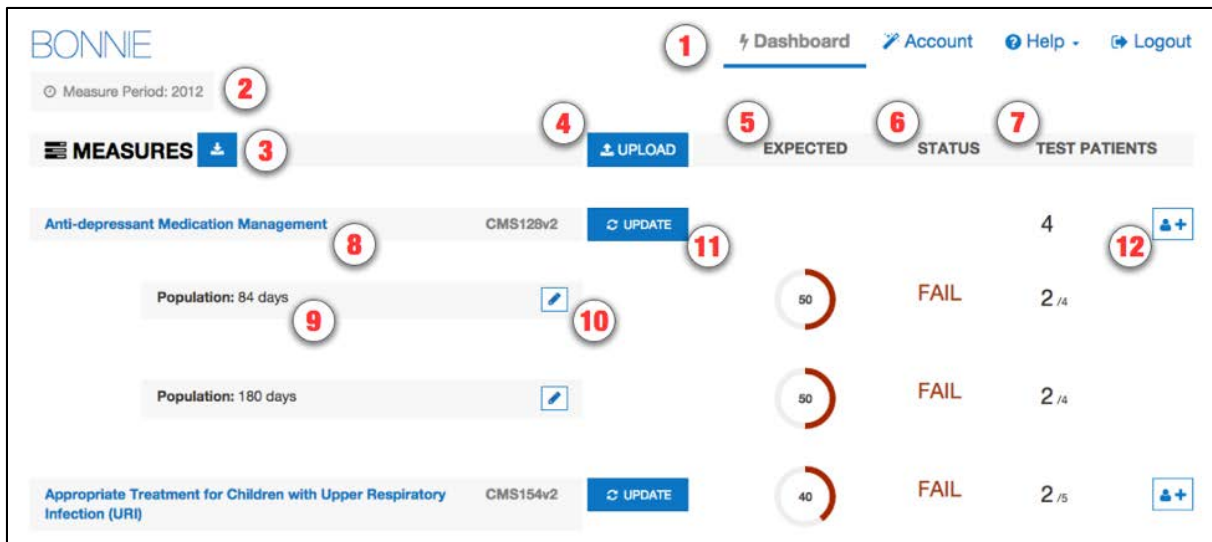 BONNIE
1 Dashboard Account Help Logout
Measure Period: 2012 2
MEASURES 3 4 UPLOAD 5 EXPECTED 6 STATUS 7 TEST PATIENTS
Anti-depressant Medication Management 8 CMS128v2 UPDATE 11 4 12
Population: 84 days 9 10 50 FAIL 2 /4
Population: 180 days 50 FAIL 2 /4
Appropriate Treatment for Children with Upper Respiratory CMS154v2 UPDATE 40 FAIL 2 /5
Infection (URI)